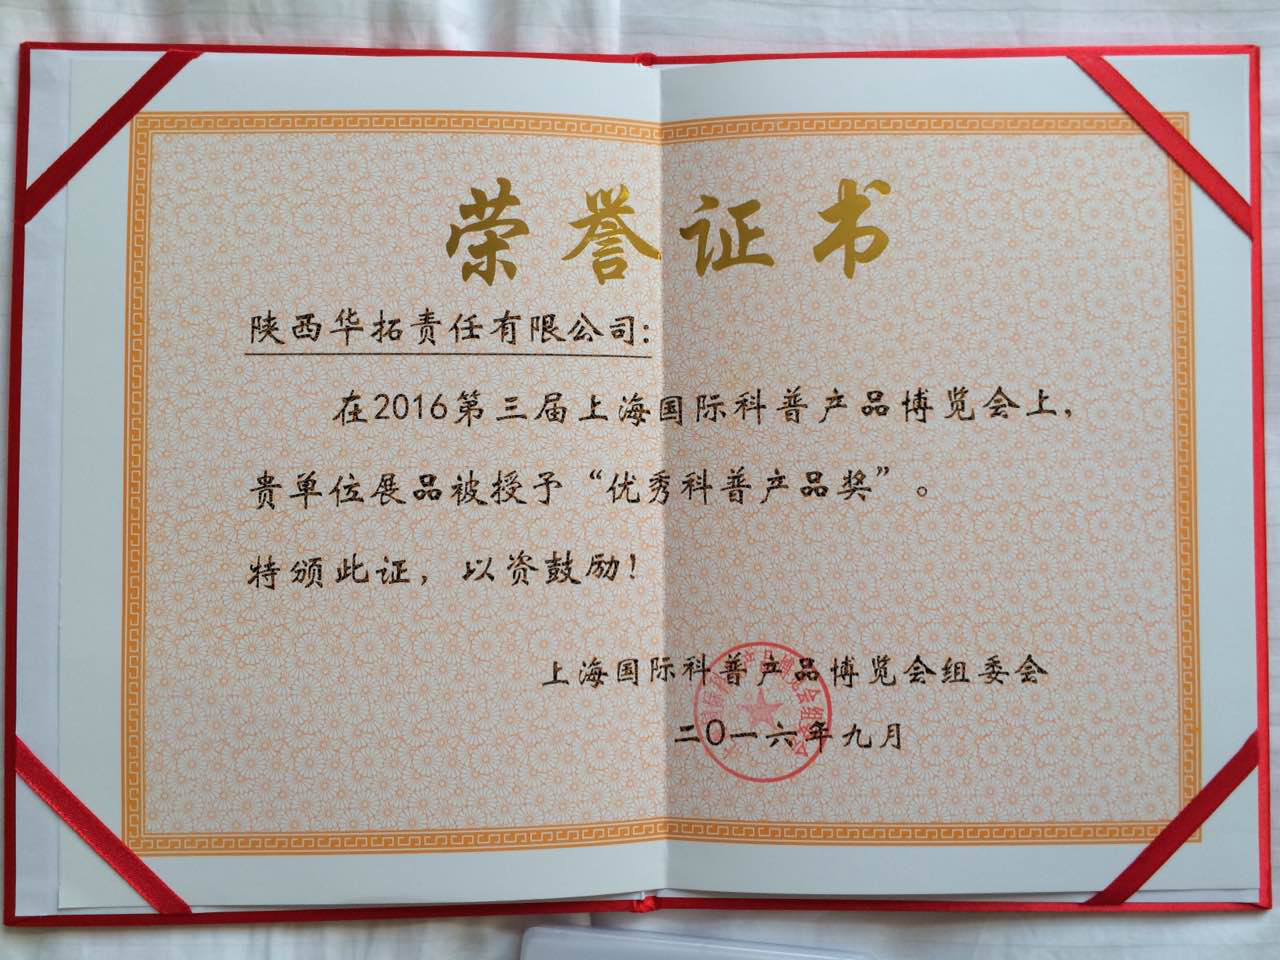 荣誉证书
陕西华拓责任有限公司:
在2016第三届上海国际科普产品博览会上,
贵单位展品被授予“优秀科普产品奖”。
特颁此证, 以资鼓励!
上海国际科普产品博览会组委会
二〇一六年九月